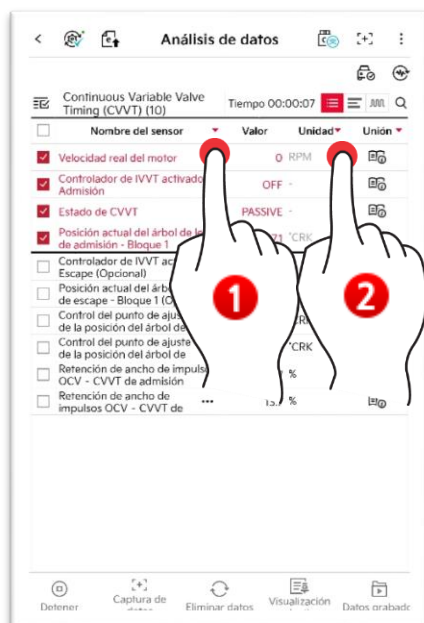 Análisis de datos
Continuous Variable Valve
Timing (CVVT) (10)
Tiempo 00:00:07
Nombre del sensor Valor Unidad Unión
Velocidad real del motor 0 RPM
Controlador de IVVT activado
Admisión
OFF -
Estado de CVVT PASSIVE -
Posición actual del árbol de
de admisión - Bloque 1
°CRK
Controlador de IVVT
Escape (Opcional)
Posición actual del
de escape - Bloque 1
Control del punto de
de la posición del árbol de
Control del punto de ajuste
de la posición del árbol de
°CRK
Retención de ancho de
OCV - CVVT de admisión
%
Retención de ancho de
impulsos OCV - CVVT de
... %
1
2
Detener
Captura de
Eliminar datos
Visualización
Datos grabado